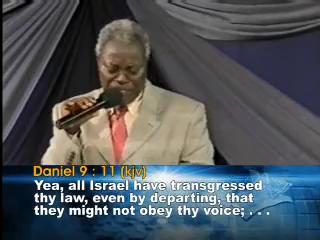 Daniel 9 : 11 (kjv)
Yea, all Israel have transgressed
thy law, even by departing, that
they might not obey thy voice; . . .